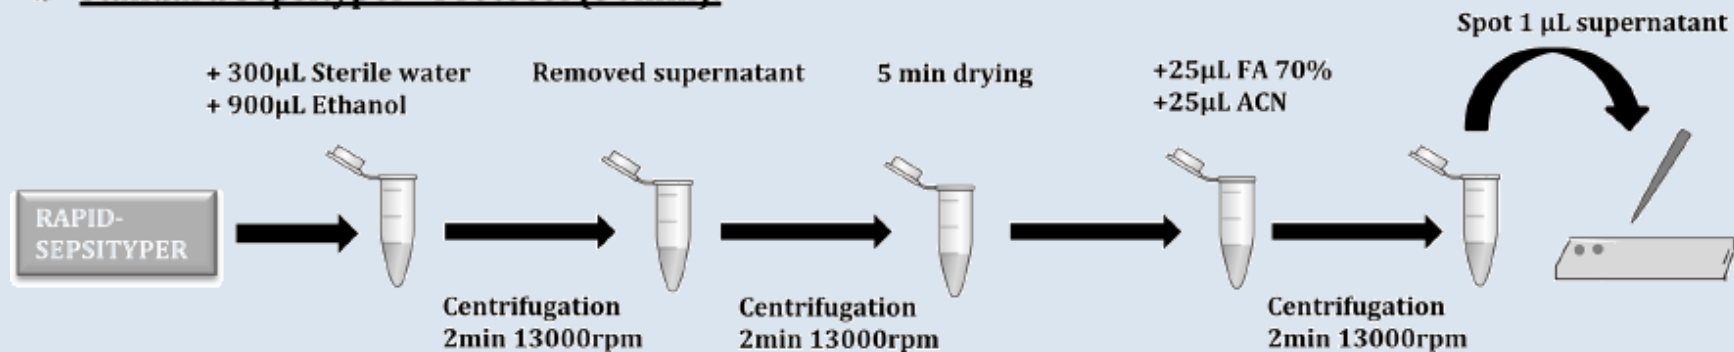 Spot 1 µL supernatant
+ 300µL Sterile water
+ 900µL Ethanol
Removed supernatant
5 min drying
+25µL FA 70%
+25µL ACN
RAPID-
SEPSITYPER
Centrifugation
2min 13000rpm
Centrifugation
2min 13000rpm
Centrifugation
2min 13000rpm